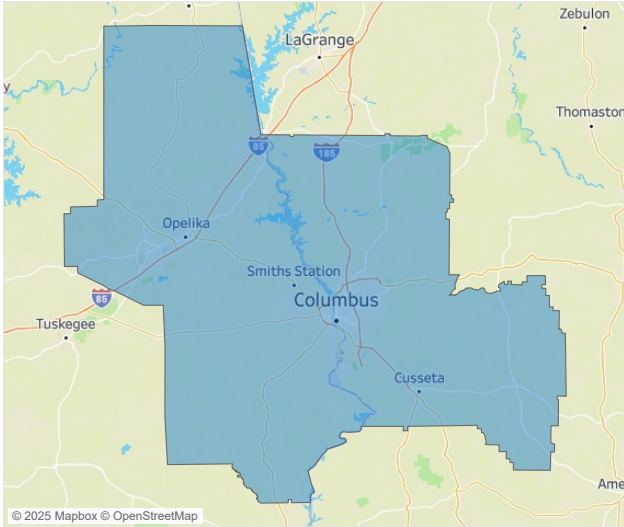 Zebulon
LaGrange
y
Thomaston
85
185
Opelika
Smiths Station
Columbus
85
Tuskegee
Cusseta
Ame
© 2025 Mapbox © OpenStreetMap